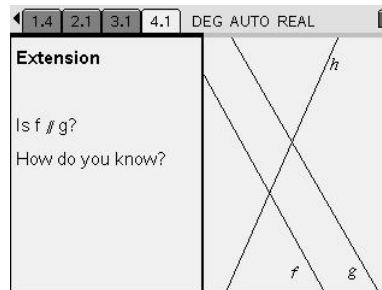 1.4 2.1 3.1 4.1 DEG AUTO REAL
Extension
h
Is f // g?
How do you know?
f g